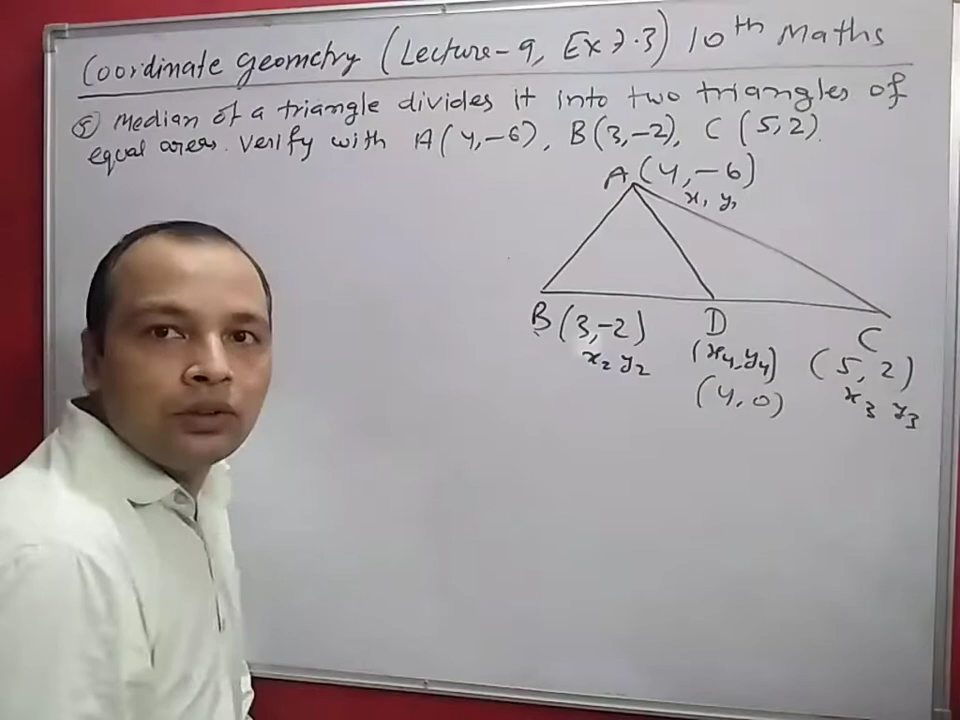 Coordinate geometry (Lecture-9, Ex 7.3) 10th Maths
⑤ Median of a triangle divides it into two triangles of
equal areas. Verify with A(4,-6), B(3,-2), C(5,2).
A(4,-6)
x, y,
B(3,-2)
x2 y2
D
(x4,y4)
(4,0)
C
(5,2)
x3 y3